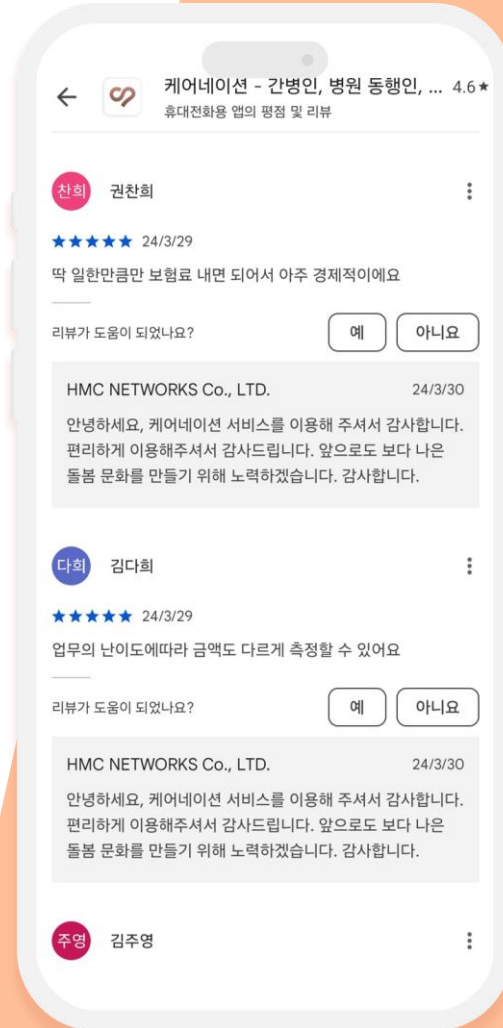 케어네이션 - 간병인, 병원 동행인, ... 4.6★
휴대전화용 앱의 평점 및 리뷰
찬희 권찬희
★★★★★ 24/3/29
딱 일한만큼만 보험료 내면 되어서 아주 경제적이에요
리뷰가 도움이 되었나요? 예 아니요
HMC NETWORKS Co., LTD. 24/3/30
안녕하세요, 케어네이션 서비스를 이용해 주셔서 감사합니다.
편리하게 이용해주셔서 감사드립니다. 앞으로도 보다 나은
돌봄 문화를 만들기 위해 노력하겠습니다. 감사합니다.
다희 김다희
★★★★★ 24/3/29
업무의 난이도에따라 금액도 다르게 측정할 수 있어요
리뷰가 도움이 되었나요? 예 아니요
HMC NETWORKS Co., LTD. 24/3/30
안녕하세요, 케어네이션 서비스를 이용해 주셔서 감사합니다.
편리하게 이용해주셔서 감사드립니다. 앞으로도 보다 나은
돌봄 문화를 만들기 위해 노력하겠습니다. 감사합니다.
주영 김주영